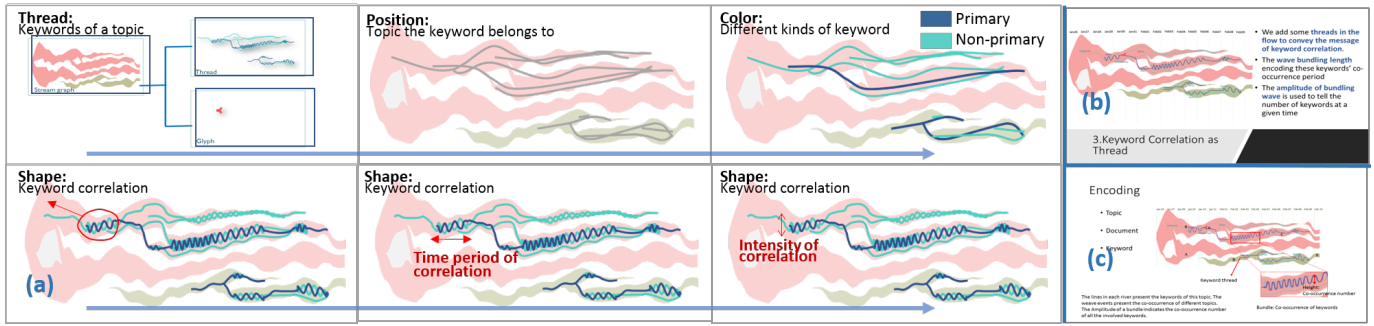 Thread:
Keywords of a topic
Stream graph
Thread
Glyph
Position:
Topic the keyword belongs to
Color:
Different kinds of keyword
Primary
Non-primary
Shape:
Keyword correlation
(a)
Shape:
Keyword correlation
Time period of
correlation
Shape:
Keyword correlation
Intensity of
correlation
• We add some threads in the
flow to convey the message
of keyword correlation.
• The wave bundling length
encoding these keywords' co-
occurrence period
• The amplitude of bundling
wave is used to tell the
number of keywords at a
given time
(b)
3.Keyword Correlation as
Thread
Encoding
• Topic
• Document
• Keyword
(c)
Keyword thread
Height:
Co-occurrence number
Bundle: Co-occurrence of keywords
The lines in each river present the keywords of this topic. The
weave events present the co-occurrence of different topics.
The Amplitude of a bundle indicates the co-occurrence number
of all the involved keywords.